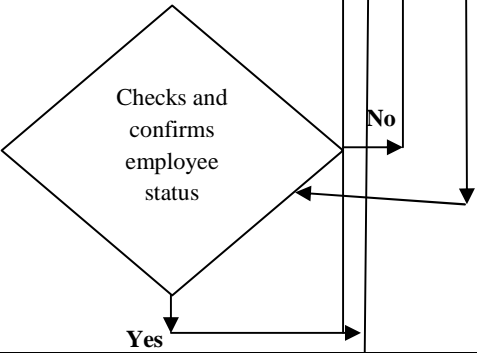 Checks and
confirms
employee
status
No
Yes